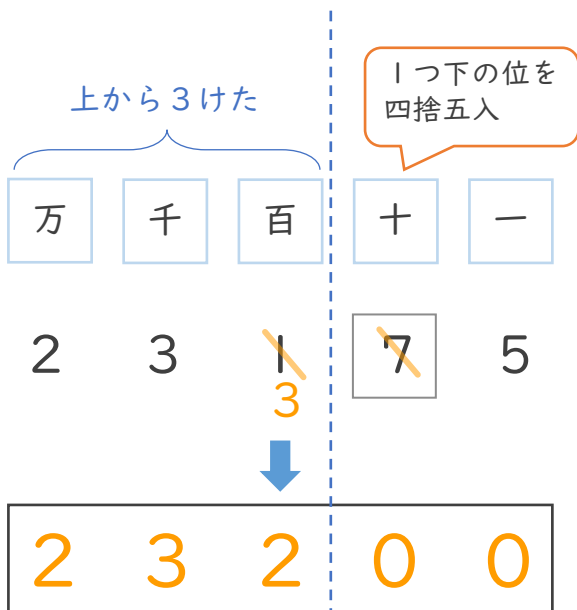 1つ下の位を
四捨五入
上から3けた
万 千 百 十 一
2 3 1 7 5
3
2 3 2 0 0